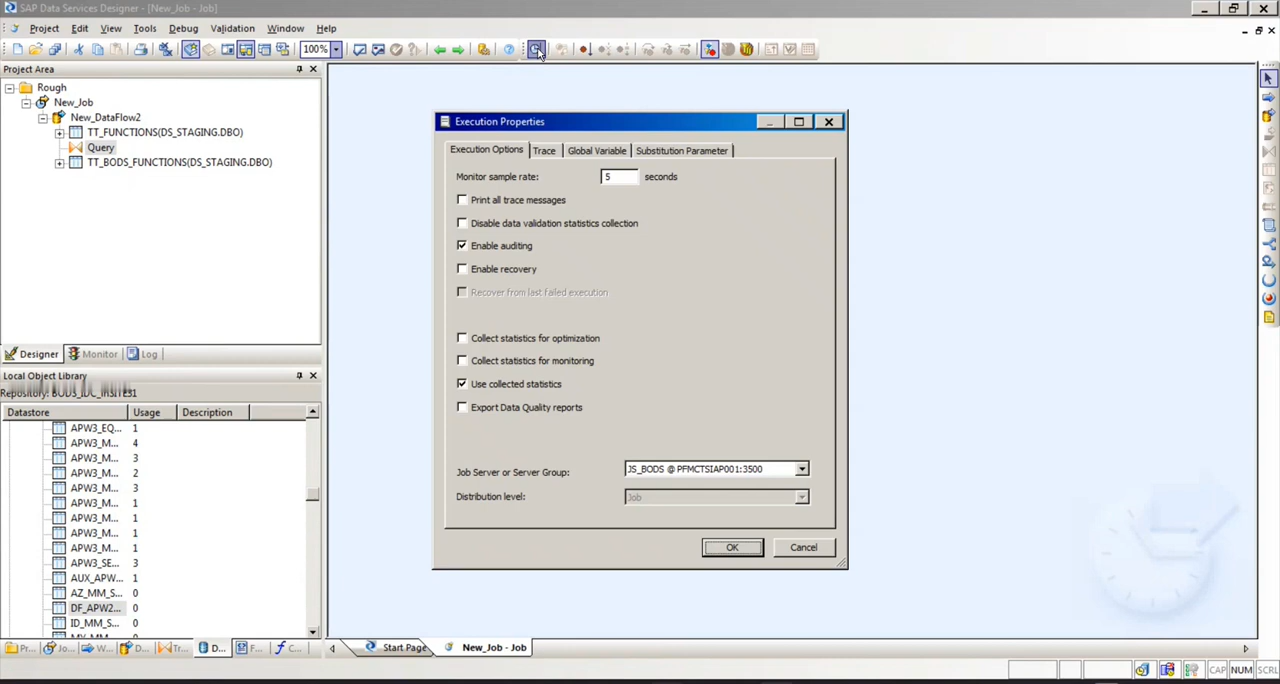 SAP Data Services Designer - [New_Job - Job]
Project Edit View Tools Debug Validation Window Help
100%
Project Area
Rough
New_Job
New_DataFlow2
TT_FUNCTIONS(DS_STAGING.DBO)
Query
TT_BODS_FUNCTIONS(DS_STAGING.DBO)
Designer Monitor Log
Local Object Library
Repository:
Datastore Usage Description
APW3_EQ... 1
APW3_M... 4
APW3_M... 3
APW3_M... 2
APW3_M... 3
APW3_M... 1
APW3_M... 1
APW3_M... 1
APW3_M... 1
APW3_SE... 3
AUX_APW... 1
AZ_MM_S... 0
DF_APW2... 0
ID_MM_S... 0
Pr... Jo... W... D... Tr... D... F... C...
Execution Properties
Execution Options Trace Global Variable Substitution Parameter
Monitor sample rate: 5 seconds
Print all trace messages
Disable data validation statistics collection
Enable auditing
Enable recovery
Recover from last failed execution
Collect statistics for optimization
Collect statistics for monitoring
Use collected statistics
Export Data Quality reports
Job Server or Server Group: JS_BODS @ PFMCTSIAP001:3500
Distribution level: Job
OK Cancel
Start Page New_Job - Job
CAP NUM SCRL